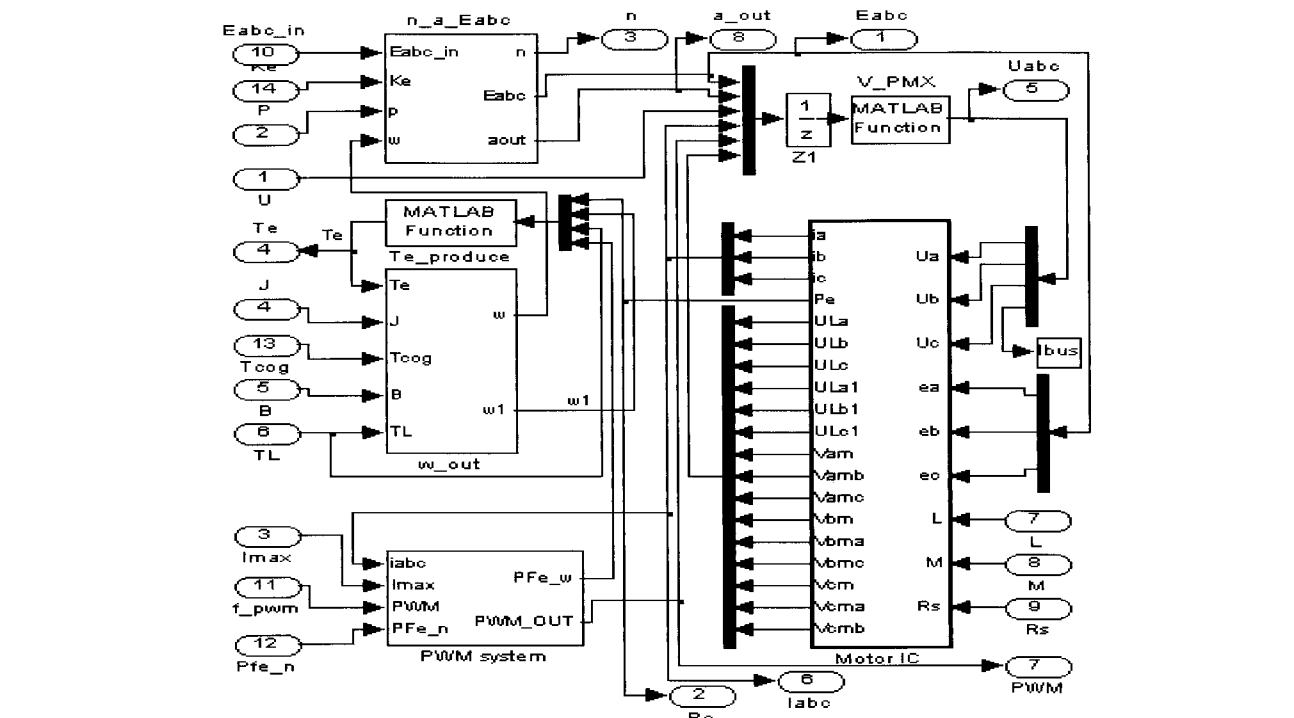 Eabc_in
10
Ke
14
P
2
1
U
n_a_Eabc
Eabc_in
Ke
p
w
n
Eabc
aout
n
3
a_out
8
Eabc
1
Uabc
5
1
z
Z1
V_PMX
MATLAB
Function
Te
4
Te
MATLAB
Function
Te_produce
J
4
13
Tcog
5
B
6
TL
Te
J
Tcog
B
TL
w
w1
w1
w_out
ia
ib
ic
Pe
ULa
ULb
ULc
ULa1
ULb1
ULc1
Vam
Vamb
Vamc
Vbm
Vbma
Vbmc
Vcm
Vcma
Vcmb
Ua
Ub
Uc
ea
eb
ec
L
M
Rs
Motor IC
Ibus
7
L
8
M
9
Rs
3
Imax
11
f_pwm
12
Pfe_n
iabc
Imax
PWM
PFe_n
PFe_w
PWM_OUT
PWM system
7
PWM
6
Iabc
2